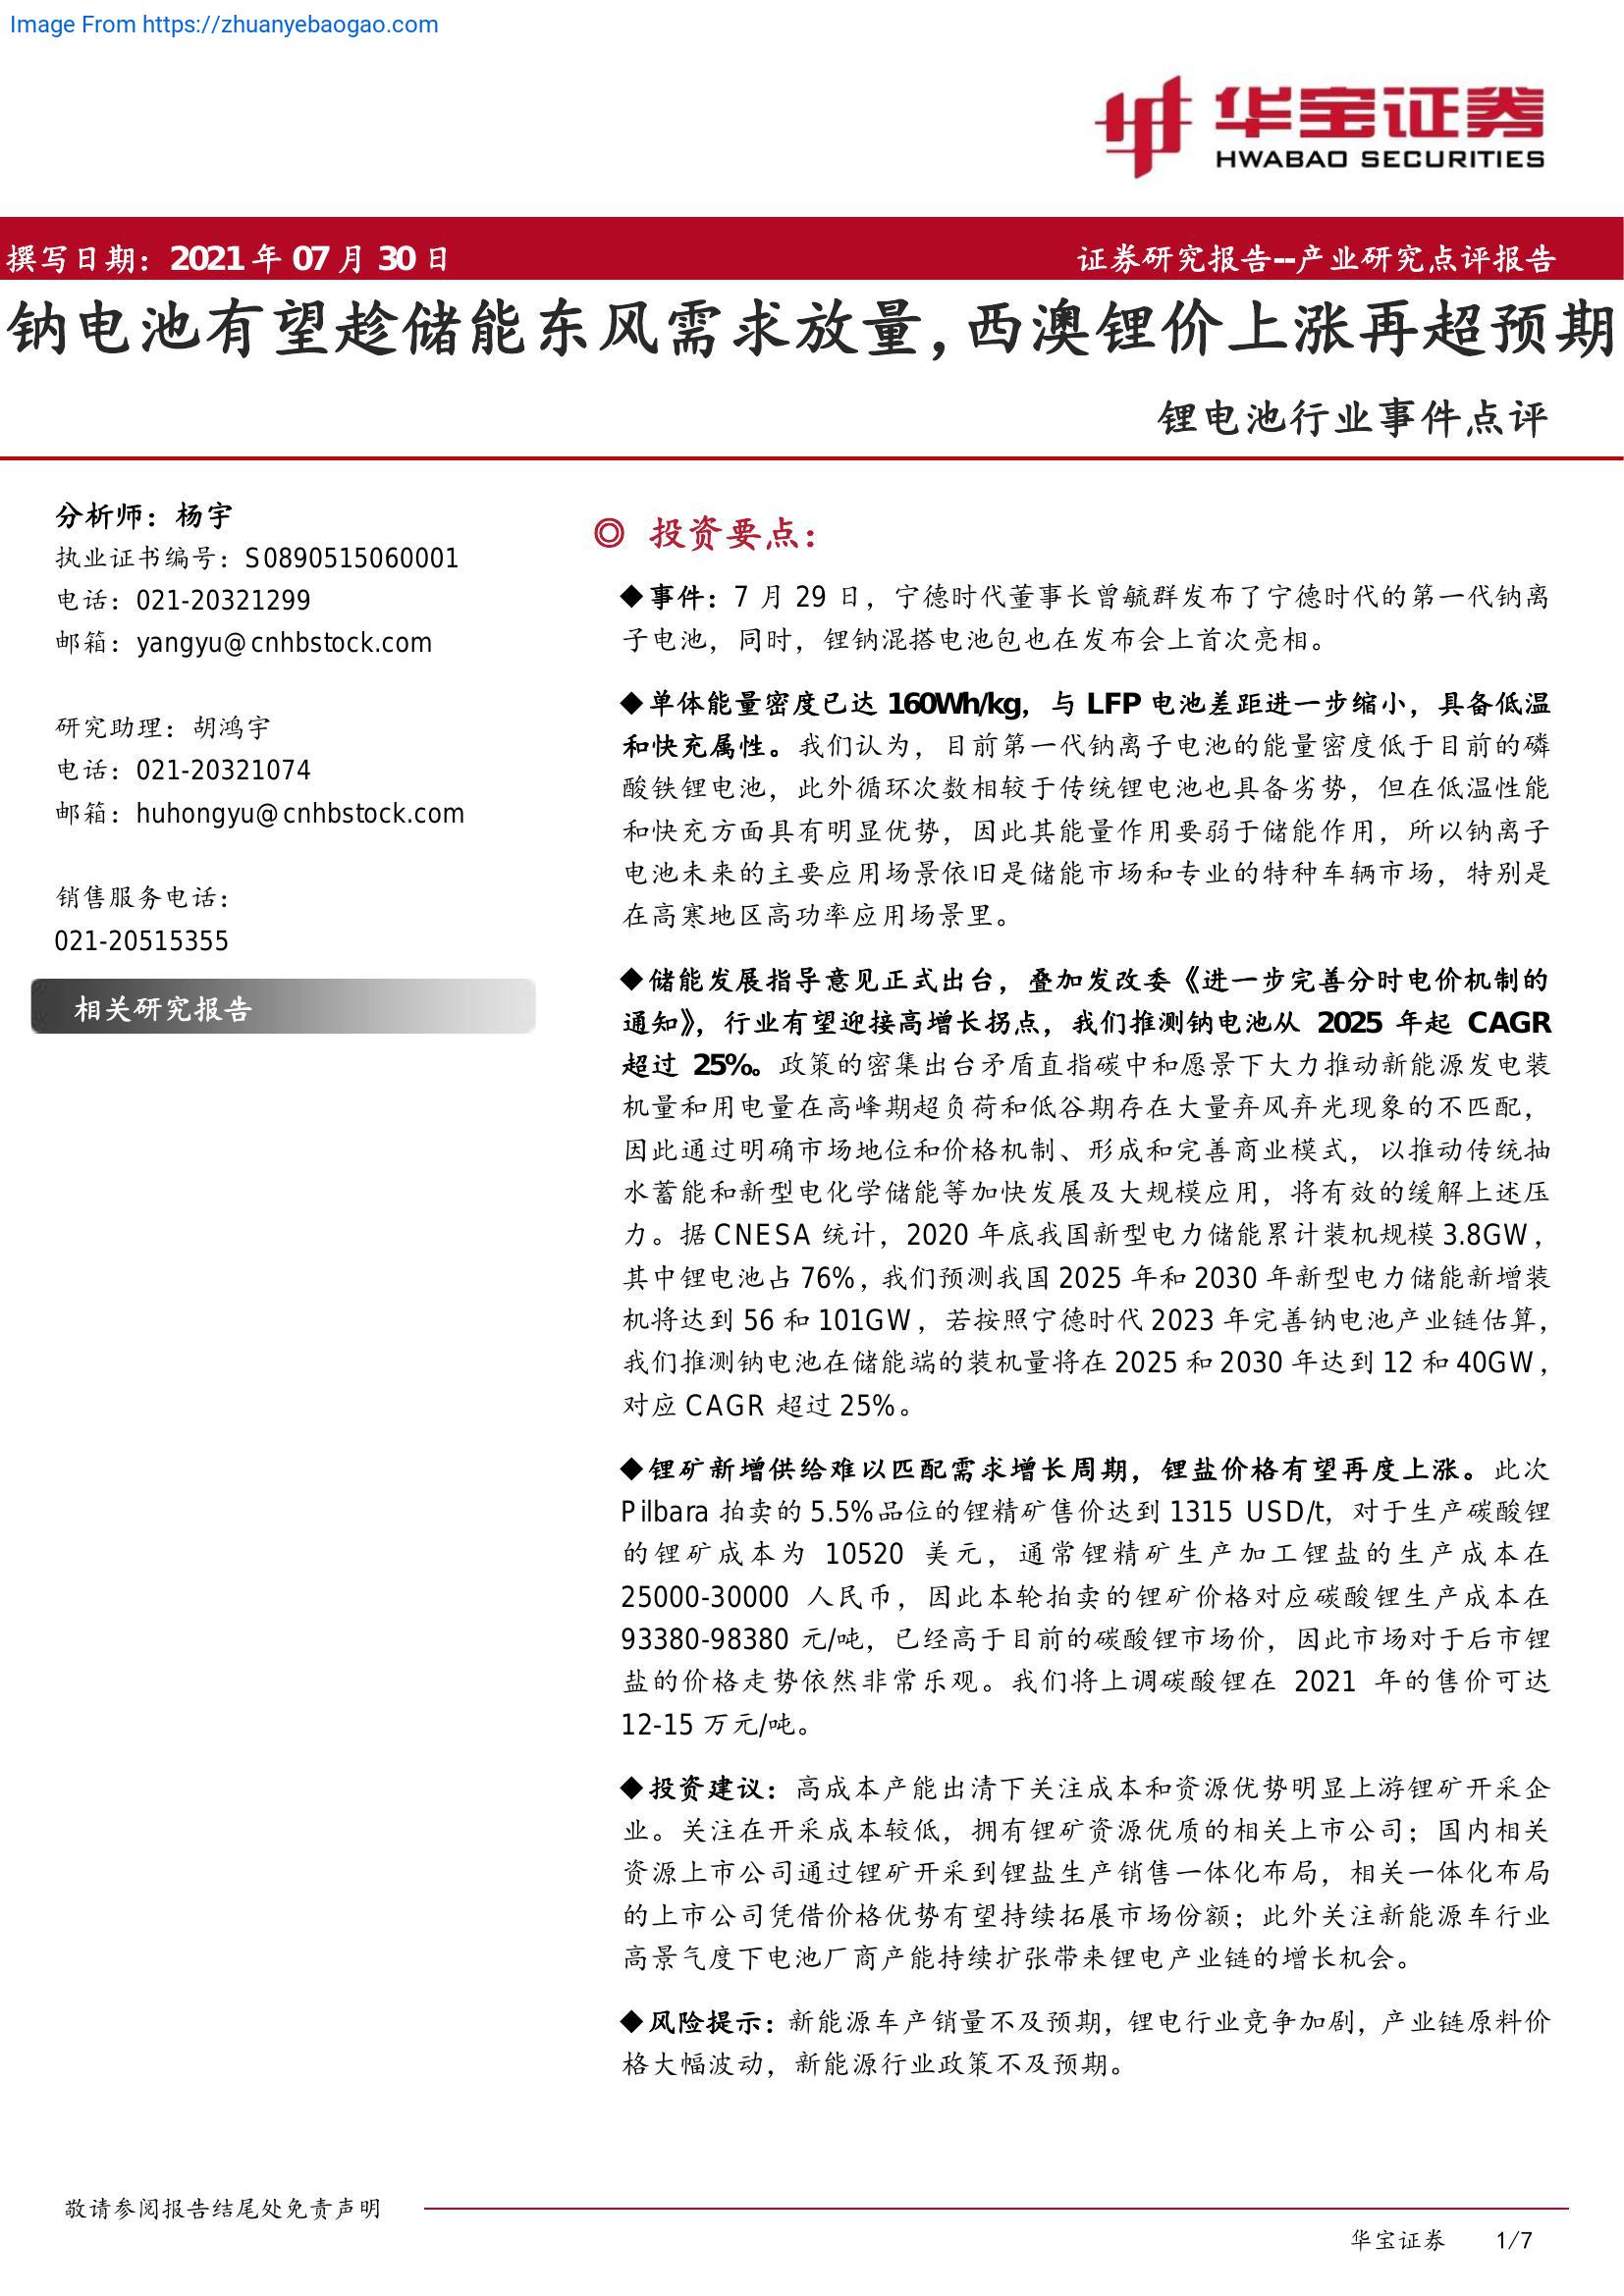 Image From https://zhuanyebaogao.com
华宝证券
HWABAO SECURITIES
撰写日期：2021 年 07 月 30 日
证券研究报告--产业研究点评报告
钠电池有望趁储能东风需求放量，西澳锂价上涨再超预期
锂电池行业事件点评
分析师：杨宇
执业证书编号：S0890515060001
电话：021-20321299
邮箱：yangyu@cnhbstock.com
研究助理：胡鸿宇
电话：021-20321074
邮箱：huhongyu@cnhbstock.com
销售服务电话：
021-20515355
相关研究报告
◎ 投资要点：
◆事件：7 月 29 日，宁德时代董事长曾毓群发布了宁德时代的第一代钠离
子电池，同时，锂钠混搭电池包也在发布会上首次亮相。
◆单体能量密度已达 160Wh/kg，与 LFP 电池差距进一步缩小，具备低温
和快充属性。我们认为，目前第一代钠离子电池的能量密度低于目前的磷
酸铁锂电池，此外循环次数相较于传统锂电池也具备劣势，但在低温性能
和快充方面具有明显优势，因此其能量作用要弱于储能作用，所以钠离子
电池未来的主要应用场景依旧是储能市场和专业的特种车辆市场，特别是
在高寒地区高功率应用场景里。
◆储能发展指导意见正式出台，叠加发改委《进一步完善分时电价机制的
通知》，行业有望迎接高增长拐点，我们推测钠电池从 2025 年起 CAGR
超过 25%。政策的密集出台矛盾直指碳中和愿景下大力推动新能源发电装
机量和用电量在高峰期超负荷和低谷期存在大量弃风弃光现象的不匹配，
因此通过明确市场地位和价格机制、形成和完善商业模式，以推动传统抽
水蓄能和新型电化学储能等加快发展及大规模应用，将有效的缓解上述压
力。据 CNESA 统计，2020 年底我国新型电力储能累计装机规模 3.8GW，
其中锂电池占 76%，我们预测我国 2025 年和 2030 年新型电力储能新增装
机将达到 56 和 101GW，若按照宁德时代 2023 年完善钠电池产业链估算，
我们推测钠电池在储能端的装机量将在 2025 和 2030 年达到 12 和 40GW，
对应 CAGR 超过 25%。
◆锂矿新增供给难以匹配需求增长周期，锂盐价格有望再度上涨。此次
Pilbara 拍卖的 5.5%品位的锂精矿售价达到 1315 USD/t，对于生产碳酸锂
的锂矿成本为 10520 美元，通常锂精矿生产加工锂盐的生产成本在
25000-30000 人民币，因此本轮拍卖的锂矿价格对应碳酸锂生产成本在
93380-98380 元/吨，已经高于目前的碳酸锂市场价，因此市场对于后市锂
盐的价格走势依然非常乐观。我们将上调碳酸锂在 2021 年的售价可达
12-15 万元/吨。
◆投资建议：高成本产能出清下关注成本和资源优势明显上游锂矿开采企
业。关注在开采成本较低，拥有锂矿资源优质的相关上市公司；国内相关
资源上市公司通过锂矿开采到锂盐生产销售一体化布局，相关一体化布局
的上市公司凭借价格优势有望持续拓展市场份额；此外关注新能源车行业
高景气度下电池厂商产能持续扩张带来锂电产业链的增长机会。
◆风险提示：新能源车产销量不及预期，锂电行业竞争加剧，产业链原料价
格大幅波动，新能源行业政策不及预期。
敬请参阅报告结尾处免责声明
华宝证券 1/7